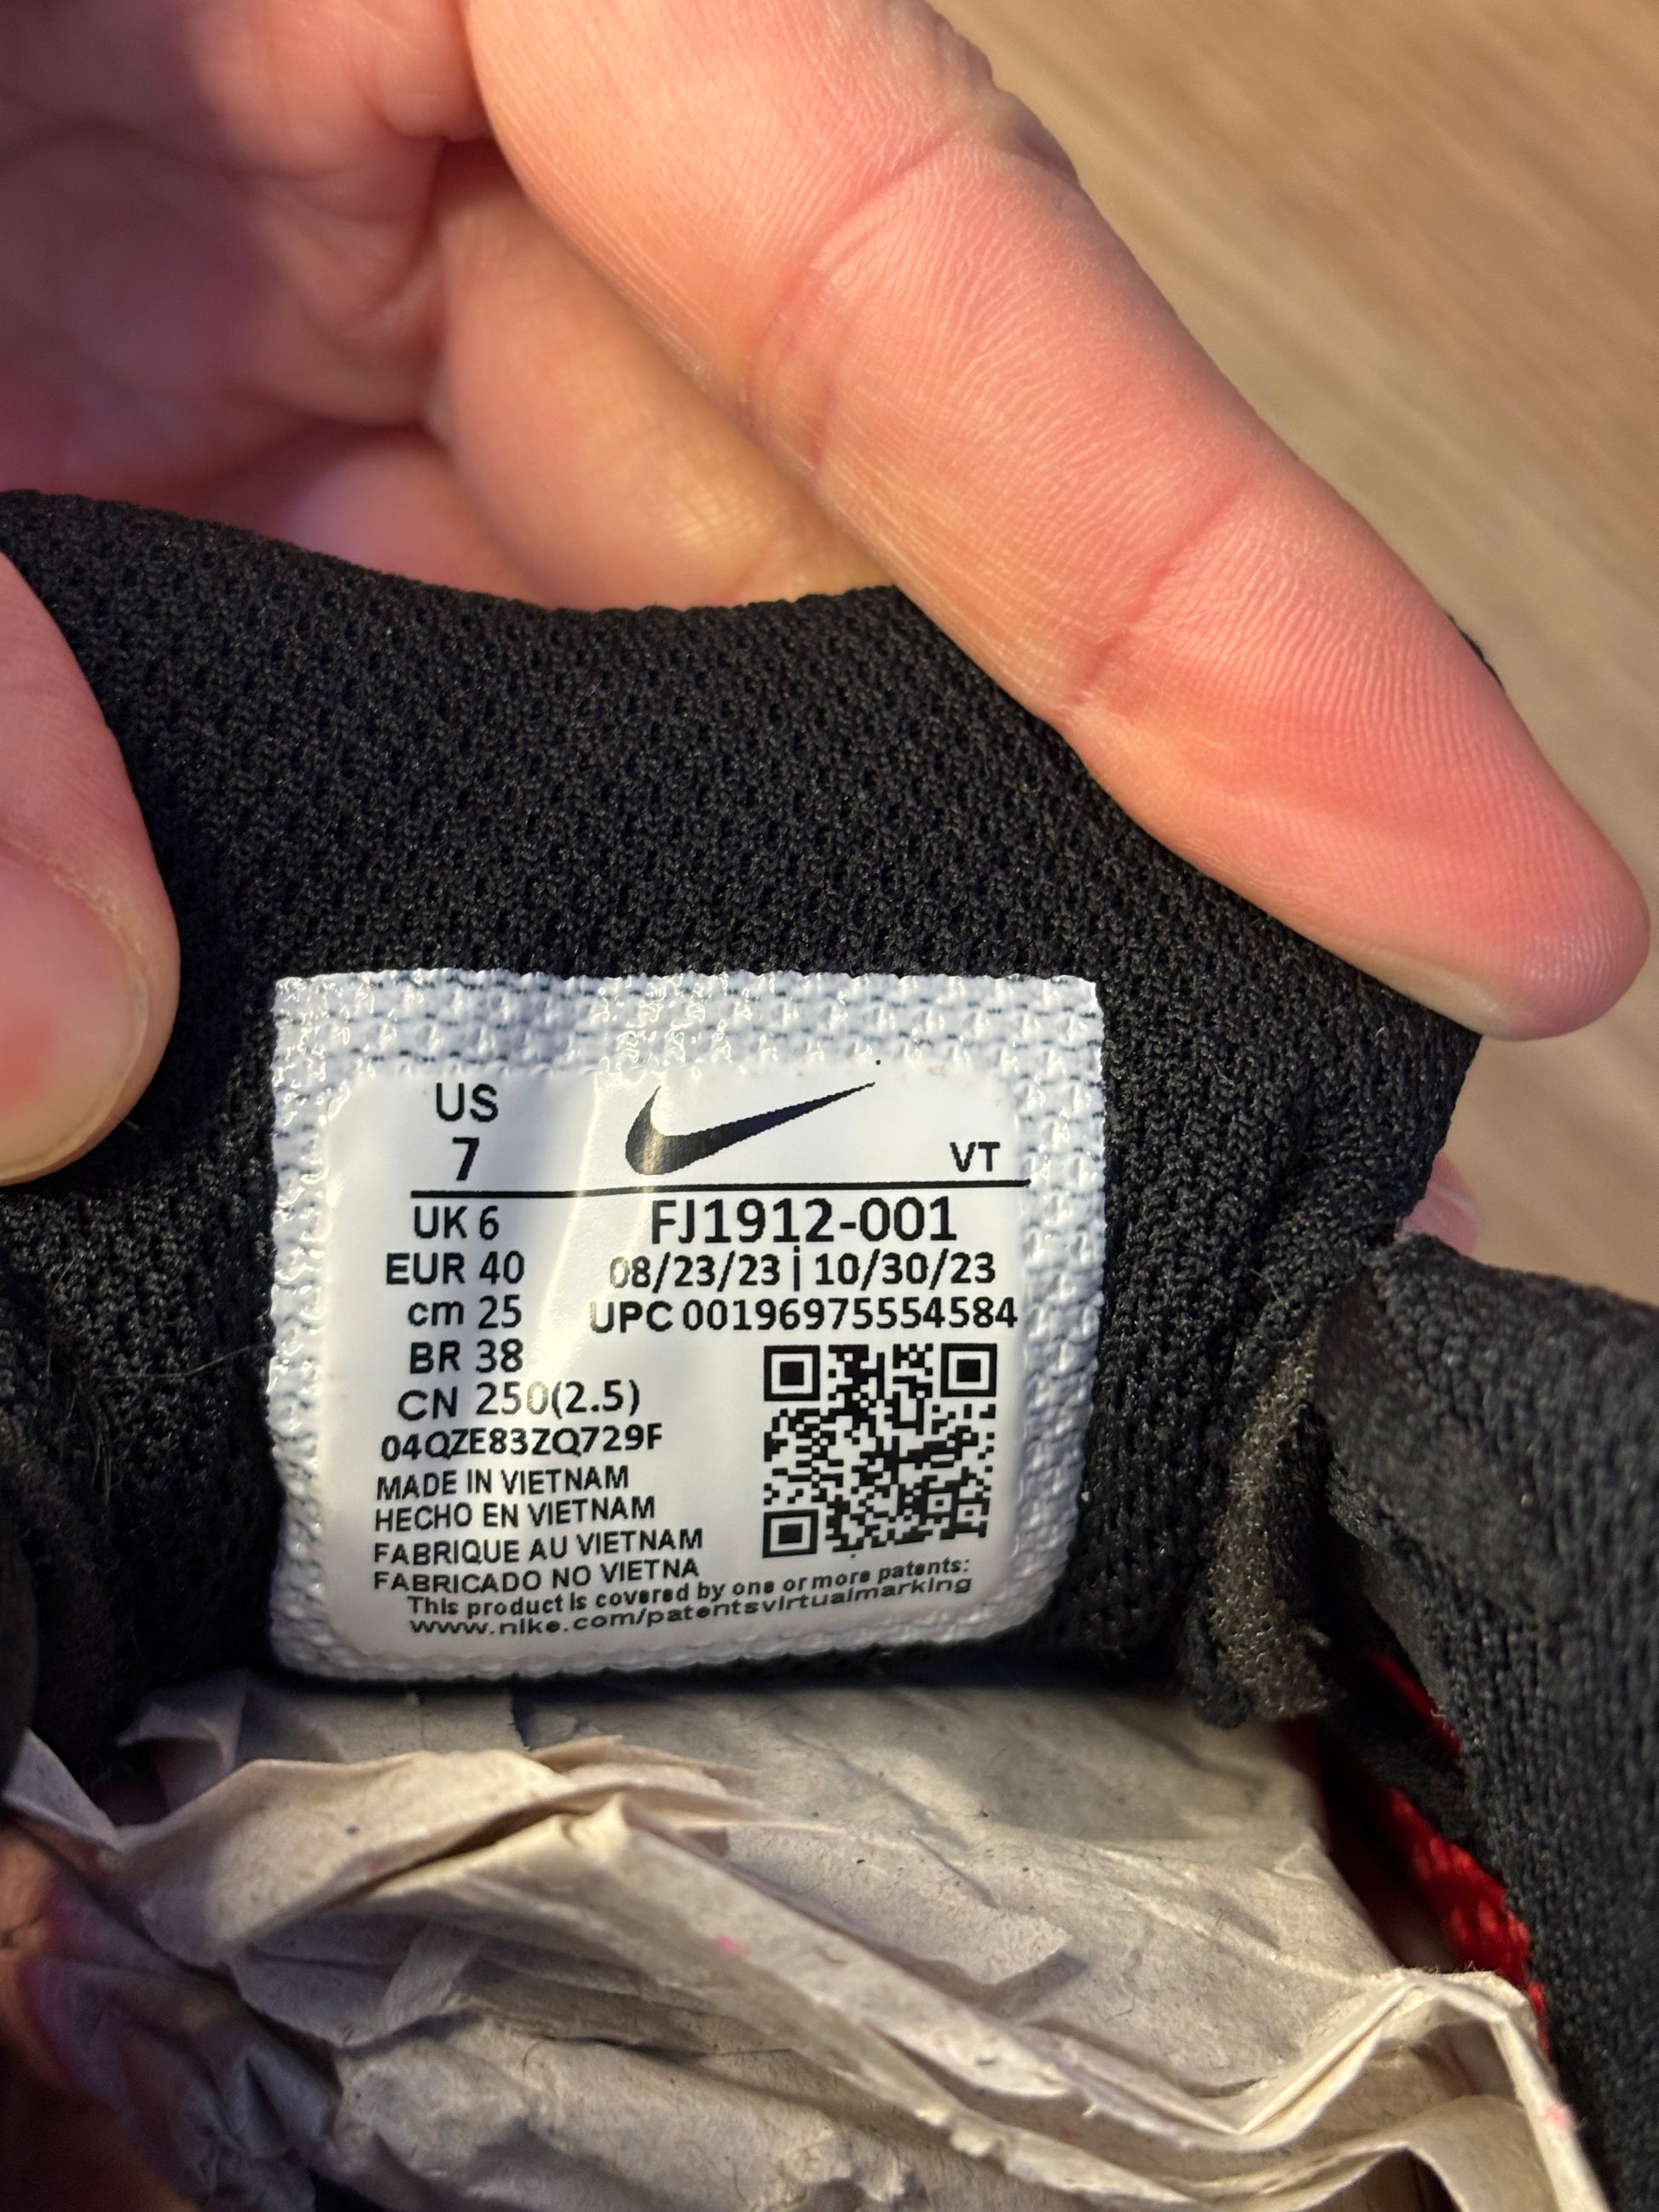 US
7
VT
UK 6
EUR 40
cm 25
BR 38
CN 250(2.5)
FJ1912-001
08/23/23 | 10/30/23
UPC 00196975554584
04QZE83ZQ729F
MADE IN VIETNAM
HECHO EN VIETNAM
FABRIQUE AU VIETNAM
FABRICADO NO VIETNA
This product is covered by one or more patents:
www.nike.com/patentsvirtualmarking